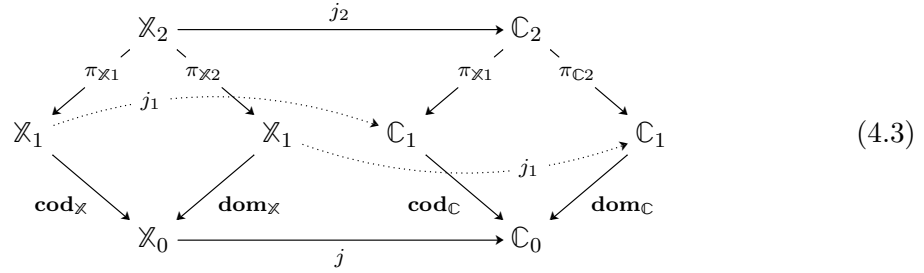 𝕏₂ j₂ ℂ₂
π𝕏1 π𝕏2 π𝕏1 πℂ2
j₁
𝕏₁ 𝕏₁ ℂ₁ ℂ₁ (4.3)
j₁
cod𝕏 dom𝕏 codℂ domℂ
𝕏₀ j ℂ₀